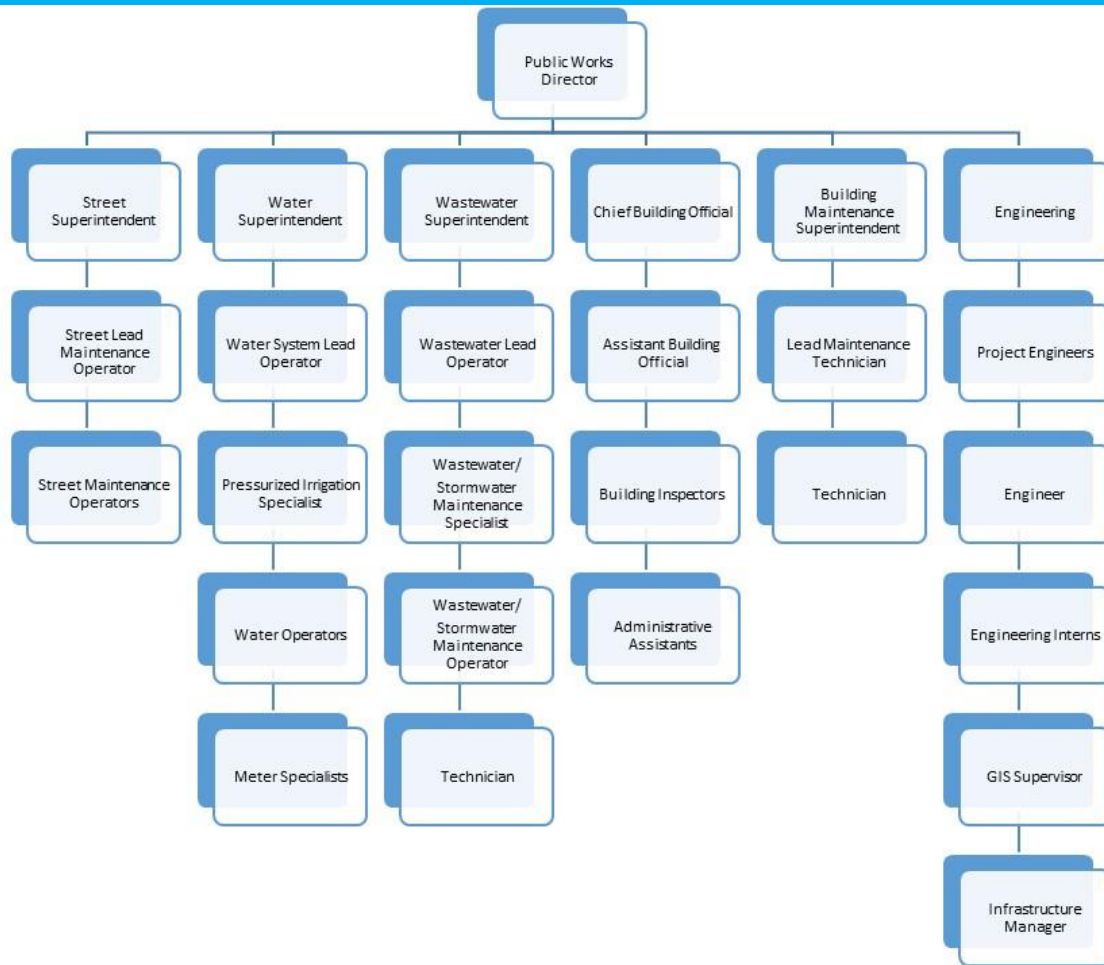 Public Works
Director
Street
Superintendent
Water
Superintendent
Wastewater
Superintendent
Chief Building Official
Building
Maintenance
Superintendent
Engineering
Street Lead
Maintenance
Operator
Water System Lead
Operator
Wastewater Lead
Operator
Assistant Building
Official
Lead Maintenance
Technician
Project Engineers
Street Maintenance
Operators
Pressurized Irrigation
Specialist
Wastewater/
Stormwater
Maintenance
Specialist
Building Inspectors
Technician
Engineer
Water Operators
Wastewater/
Stormwater
Maintenance
Operator
Administrative
Assistants
Engineering Interns
Meter Specialists
Technician
GIS Supervisor
Infrastructure
Manager